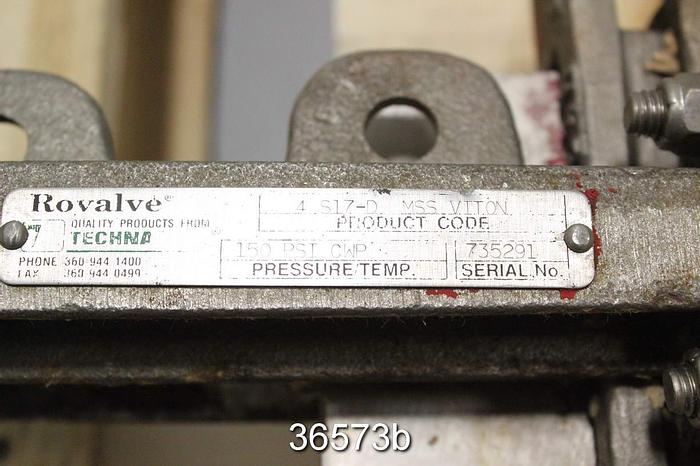 Rovalve®
QUALITY PRODUCTS FROM
TECHNA
PHONE 360 944 1400
FAX 360 944 0499
4 S17-D MSS VITON
PRODUCT CODE
150 PSI CWP
PRESSURE/TEMP.
735291
SERIAL No.
36573b